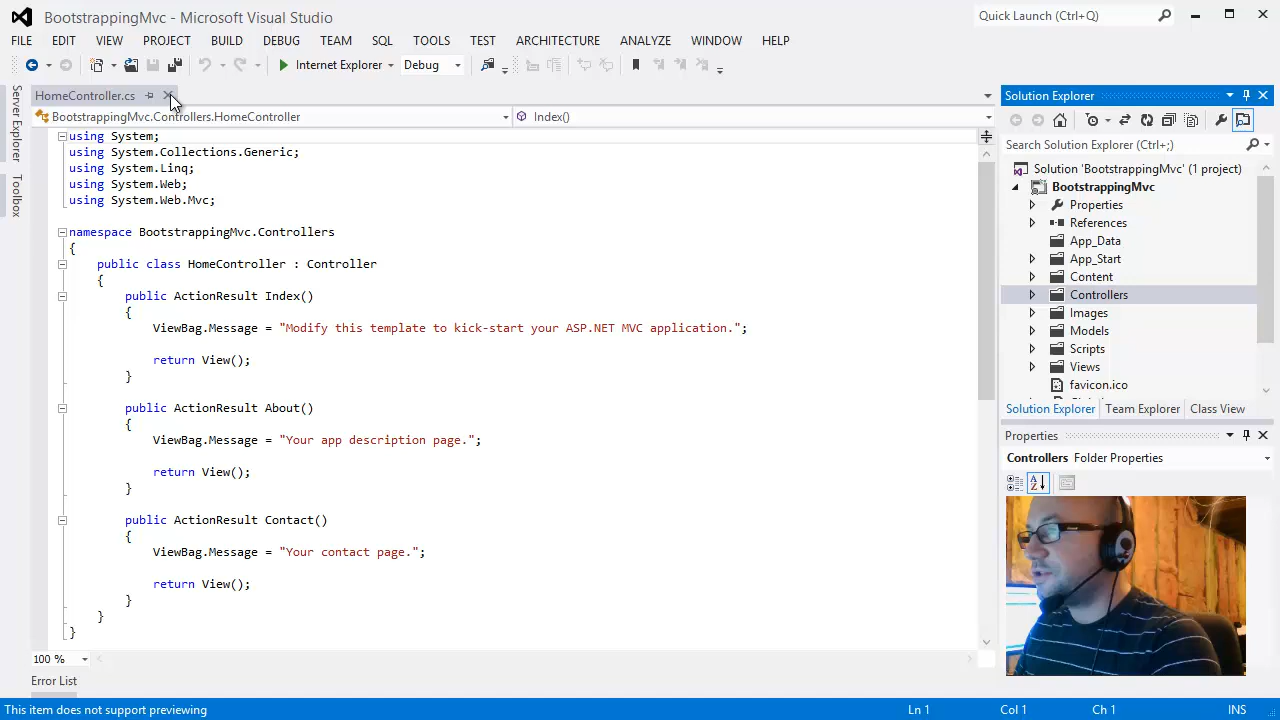 BootstrappingMvc - Microsoft Visual Studio
Quick Launch (Ctrl+Q)
FILE EDIT VIEW PROJECT BUILD DEBUG TEAM SQL TOOLS TEST ARCHITECTURE ANALYZE WINDOW HELP
Internet Explorer Debug
Server Explorer
Toolbox
HomeController.cs
BootstrappingMvc.Controllers.HomeController
Index()
using System;
using System.Collections.Generic;
using System.Linq;
using System.Web;
using System.Web.Mvc;
namespace BootstrappingMvc.Controllers
{
public class HomeController : Controller
{
public ActionResult Index()
{
ViewBag.Message = "Modify this template to kick-start your ASP.NET MVC application.";
return View();
}
public ActionResult About()
{
ViewBag.Message = "Your app description page.";
return View();
}
public ActionResult Contact()
{
ViewBag.Message = "Your contact page.";
return View();
}
}
}
100 %
Error List
Solution Explorer
Search Solution Explorer (Ctrl+;)
Solution 'BootstrappingMvc' (1 project)
BootstrappingMvc
Properties
References
App_Data
App_Start
Content
Controllers
Images
Models
Scripts
Views
favicon.ico
Solution Explorer Team Explorer Class View
Properties
Controllers Folder Properties
This item does not support previewing
Ln 1 Col 1 Ch 1 INS